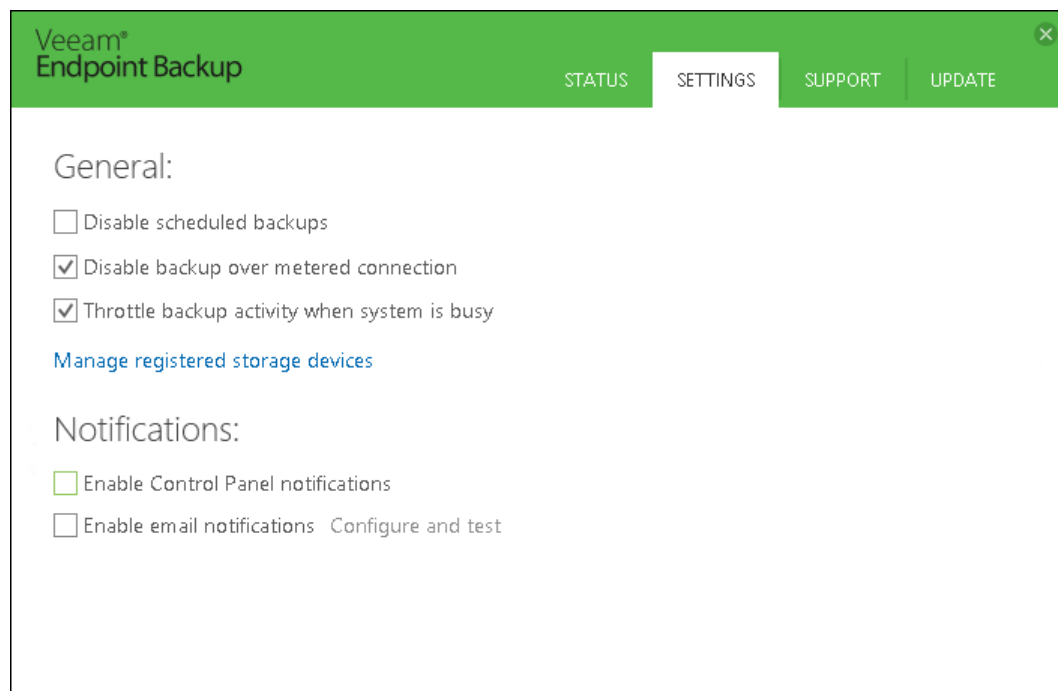 Veeam®
Endpoint Backup
STATUS SETTINGS SUPPORT UPDATE
General:
Disable scheduled backups
Disable backup over metered connection
Throttle backup activity when system is busy
Manage registered storage devices
Notifications:
Enable Control Panel notifications
Enable email notifications Configure and test